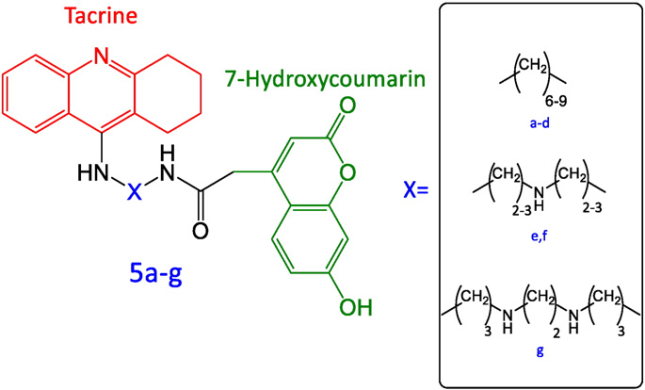 Tacrine
N
7-Hydroxycoumarin
O
O
HN
X
H
N
O
OH
5a-g
X=
(CH₂)
6-9
a-d
(CH₂)
2-3
N
H
(CH₂)
2-3
e,f
(CH₂)
3
N
H
(CH₂)
2
N
H
(CH₂)
3
g